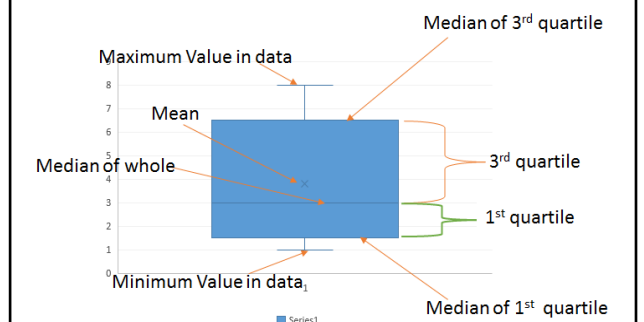 Median of 3rd quartile
Maximum Value in data
9
8
7
Mean
6
5
Median of whole
4
3rd quartile
3
1st quartile
2
1
0
Minimum Value in data
1
Median of 1st quartile
Series1